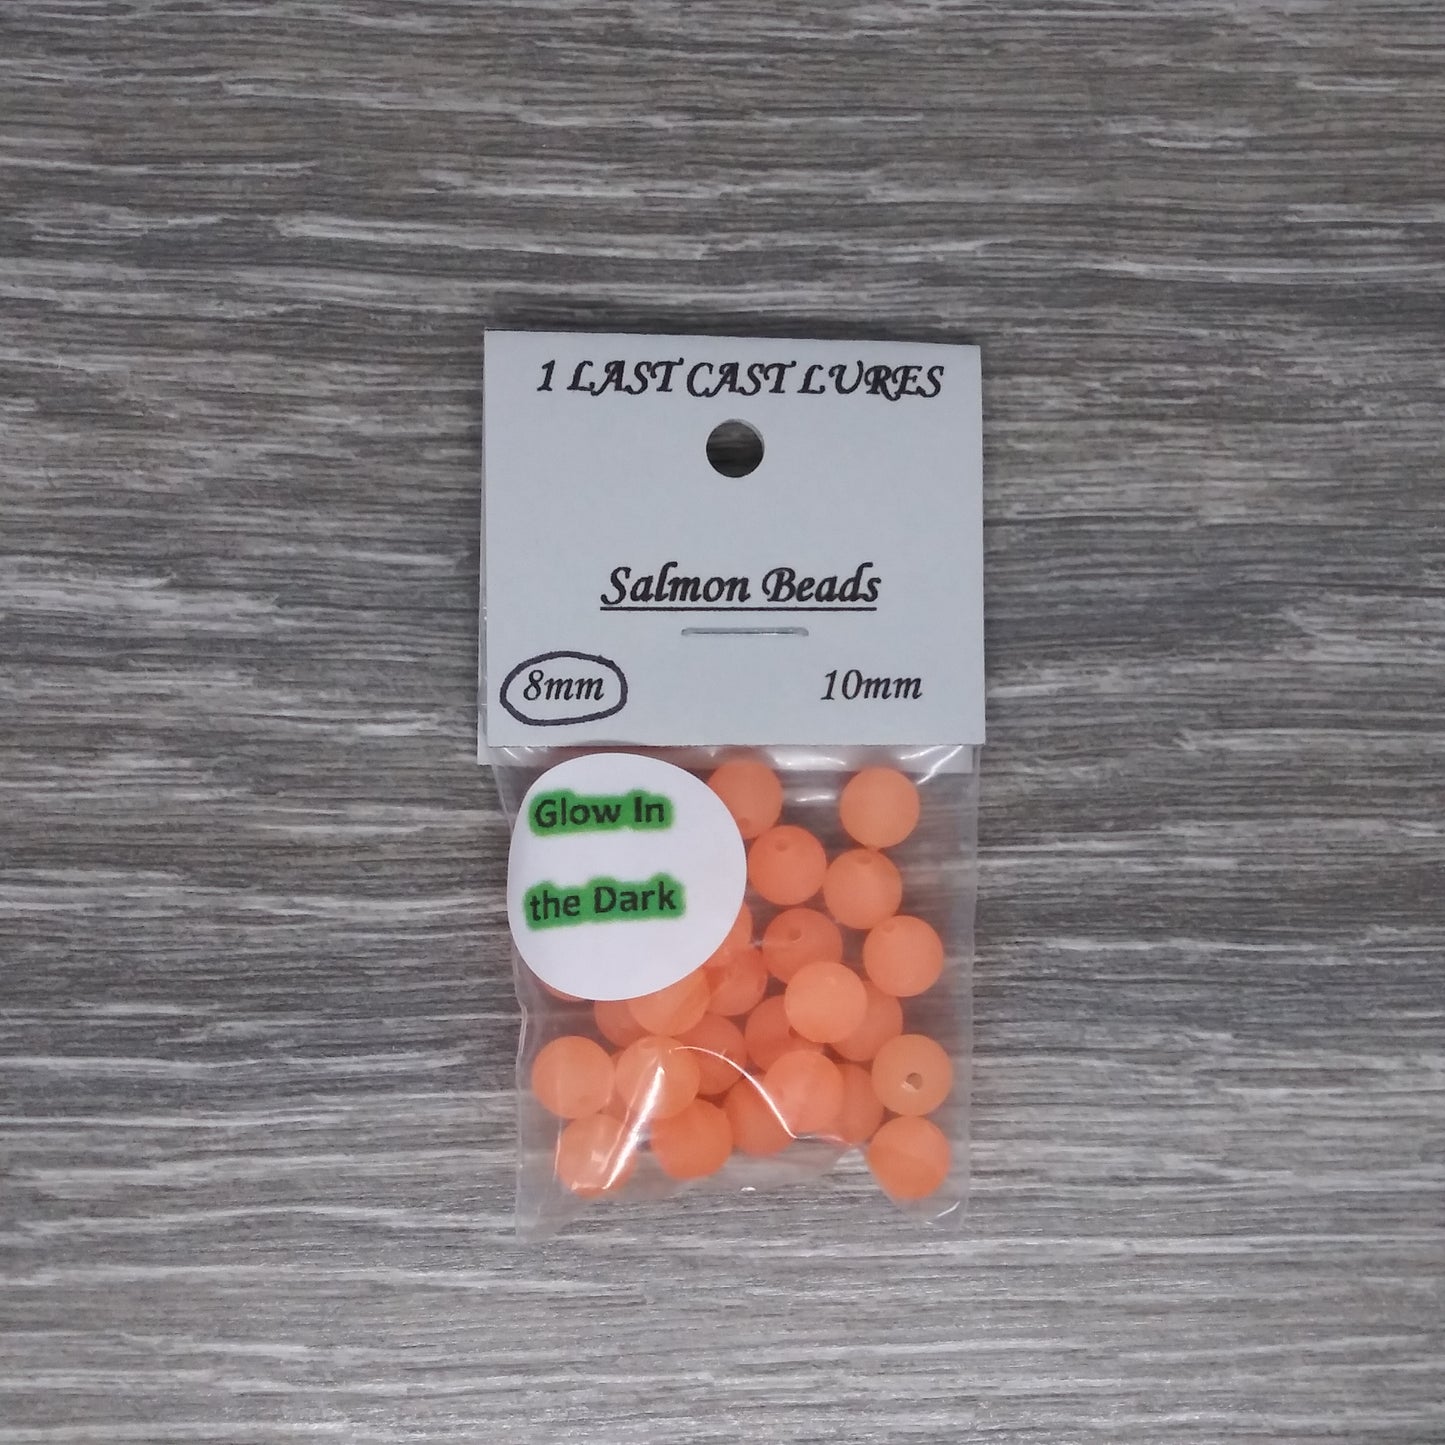 1 LAST CAST LURES
Salmon Beads
8mm 10mm
Glow In
the Dark